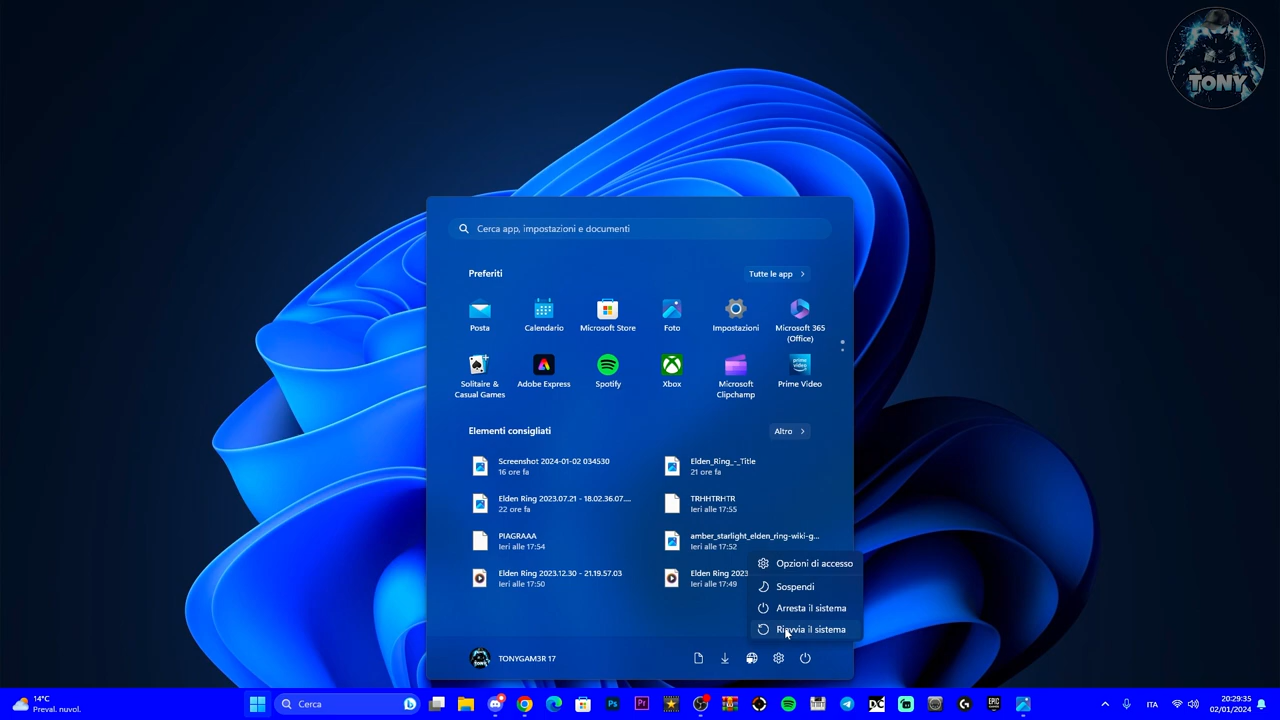 TONY
Cerca app, impostazioni e documenti
Preferiti
Tutte le app
Posta
Calendario
Microsoft Store
Foto
Impostazioni
Microsoft 365
(Office)
Solitaire &
Casual Games
Adobe Express
Spotify
Xbox
Microsoft
Clipchamp
prime video
Prime Video
Elementi consigliati
Altro
Screenshot 2024-01-02 034530
16 ore fa
Elden_Ring_-_Title
21 ore fa
Elden Ring 2023.07.21 - 18.02.36.07....
22 ore fa
TRHHTRHTR
Ieri alle 17:55
PIAGRAAA
Ieri alle 17:54
amber_starlight_elden_ring-wiki-g...
Ieri alle 17:52
Elden Ring 2023.12.30 - 21.19.57.03
Ieri alle 17:50
Elden Ring 2023
Ieri alle 17:49
Opzioni di accesso
Sospendi
Arresta il sistema
Riavvia il sistema
TONYGAM3R 17
14°C
Preval. nuvol.
Cerca
Ps
Pr
DC
EPIC
ITA
20:29:35
02/01/2024